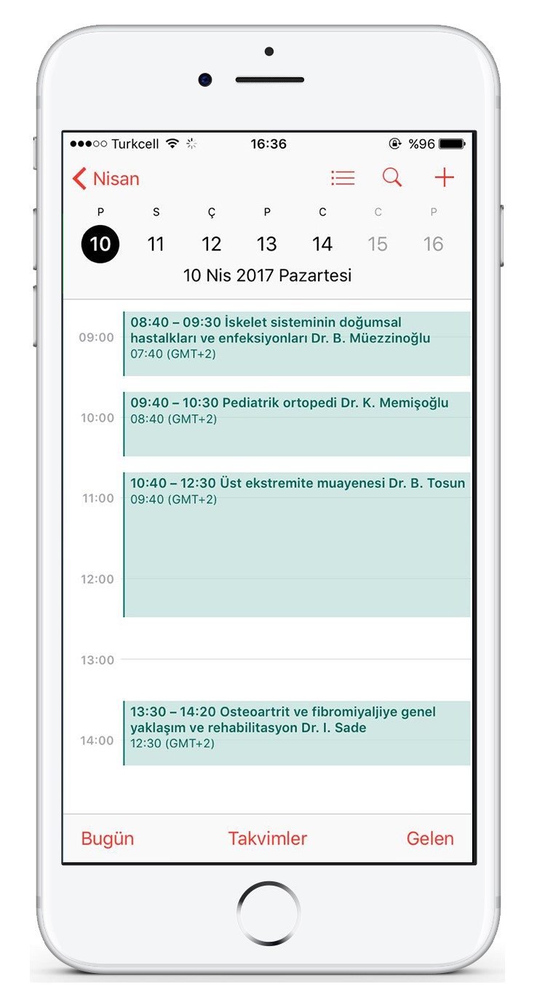 Turkcell 16:36 %96
Nisan
P S Ç P C C P
10 11 12 13 14 15 16
10 Nis 2017 Pazartesi
08:40 – 09:30 İskelet sisteminin doğumsal
09:00 hastalkları ve enfeksiyonları Dr. B. Müezzinoğlu
07:40 (GMT+2)
09:40 – 10:30 Pediatrik ortopedi Dr. K. Memişoğlu
10:00 08:40 (GMT+2)
10:40 – 12:30 Üst ekstremite muayenesi Dr. B. Tosun
11:00 09:40 (GMT+2)
12:00
13:00
13:30 – 14:20 Osteoartrit ve fibromiyaljiye genel
yaklaşım ve rehabilitasyon Dr. I. Sade
14:00 12:30 (GMT+2)
Bugün Takvimler Gelen